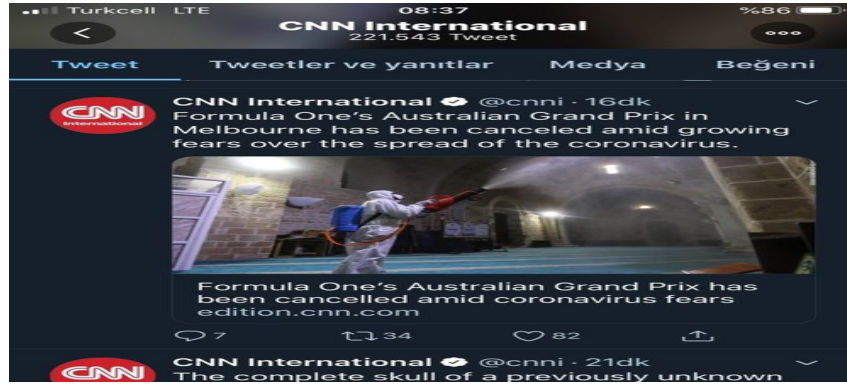 Turkcell LTE 08:37 %86
CNN International
221.543 Tweet
Tweet Tweetler ve yanıtlar Medya Beğeni
CNN International @cnni · 16dk
CNN
International
Formula One's Australian Grand Prix in
Melbourne has been canceled amid growing
fears over the spread of the coronavirus.
Formula One's Australian Grand Prix has
been cancelled amid coronavirus fears
edition.cnn.com
7 34 82
CNN International @cnni · 21dk
CNN
The complete skull of a previously unknown